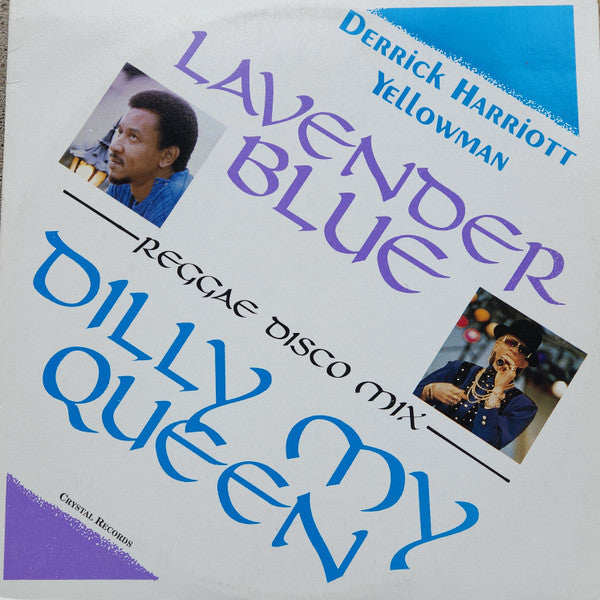 Derrick Harriott
Yellowman
LAVENDER
BLUE
REGGAE DISCO MIX
DILLY MY
QUEEN
Crystal Records